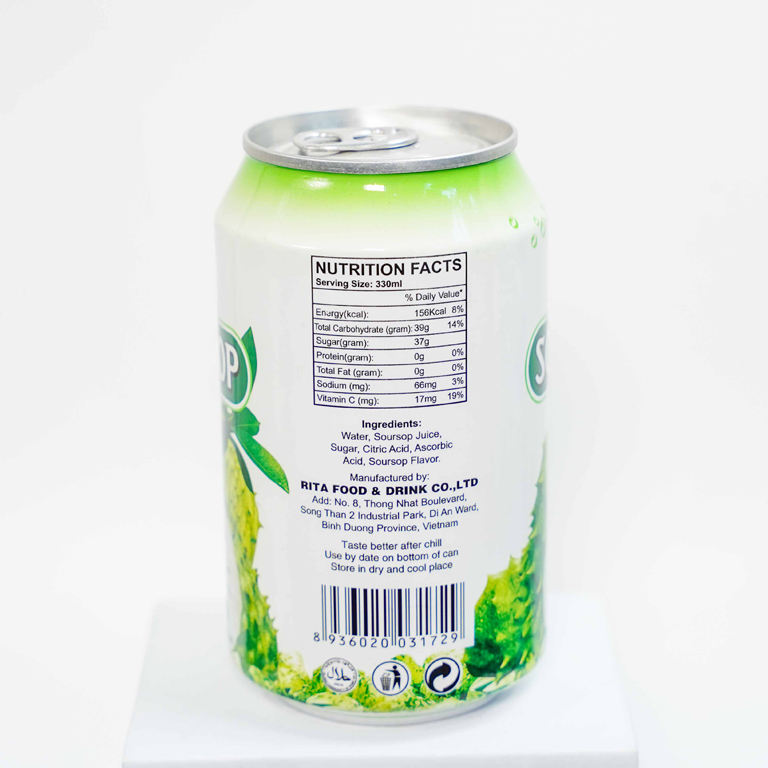 NUTRITION FACTS
Serving Size: 330ml
% Daily Value*
Energy(kcal): 156Kcal 8%
Total Carbohydrate (gram): 39g 14%
Sugar(gram): 37g
Protein(gram): 0g 0%
Total Fat (gram): 0g 0%
Sodium (mg): 66mg 3%
Vitamin C (mg): 17mg 19%
Ingredients:
Water, Soursop Juice,
Sugar, Citric Acid, Ascorbic
Acid, Soursop Flavor.
Manufactured by:
RITA FOOD & DRINK CO.,LTD
Add: No. 8, Thong Nhat Boulevard,
Song Than 2 Industrial Park, Di An Ward,
Binh Duong Province, Vietnam
Taste better after chill
Use by date on bottom of can
Store in dry and cool place
8 936020 031729
OP
S
حلال